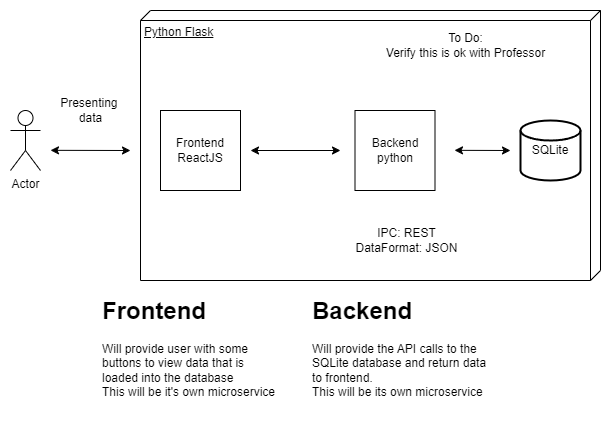 Python Flask
To Do:
Verify this is ok with Professor
Presenting
data
Actor
Frontend
ReactJS
Backend
python
SQLite
IPC: REST
DataFormat: JSON
Frontend
Will provide user with some
buttons to view data that is
loaded into the database
This will be it's own microservice
Backend
Will provide the API calls to the
SQLite database and return data
to frontend.
This will be its own microservice